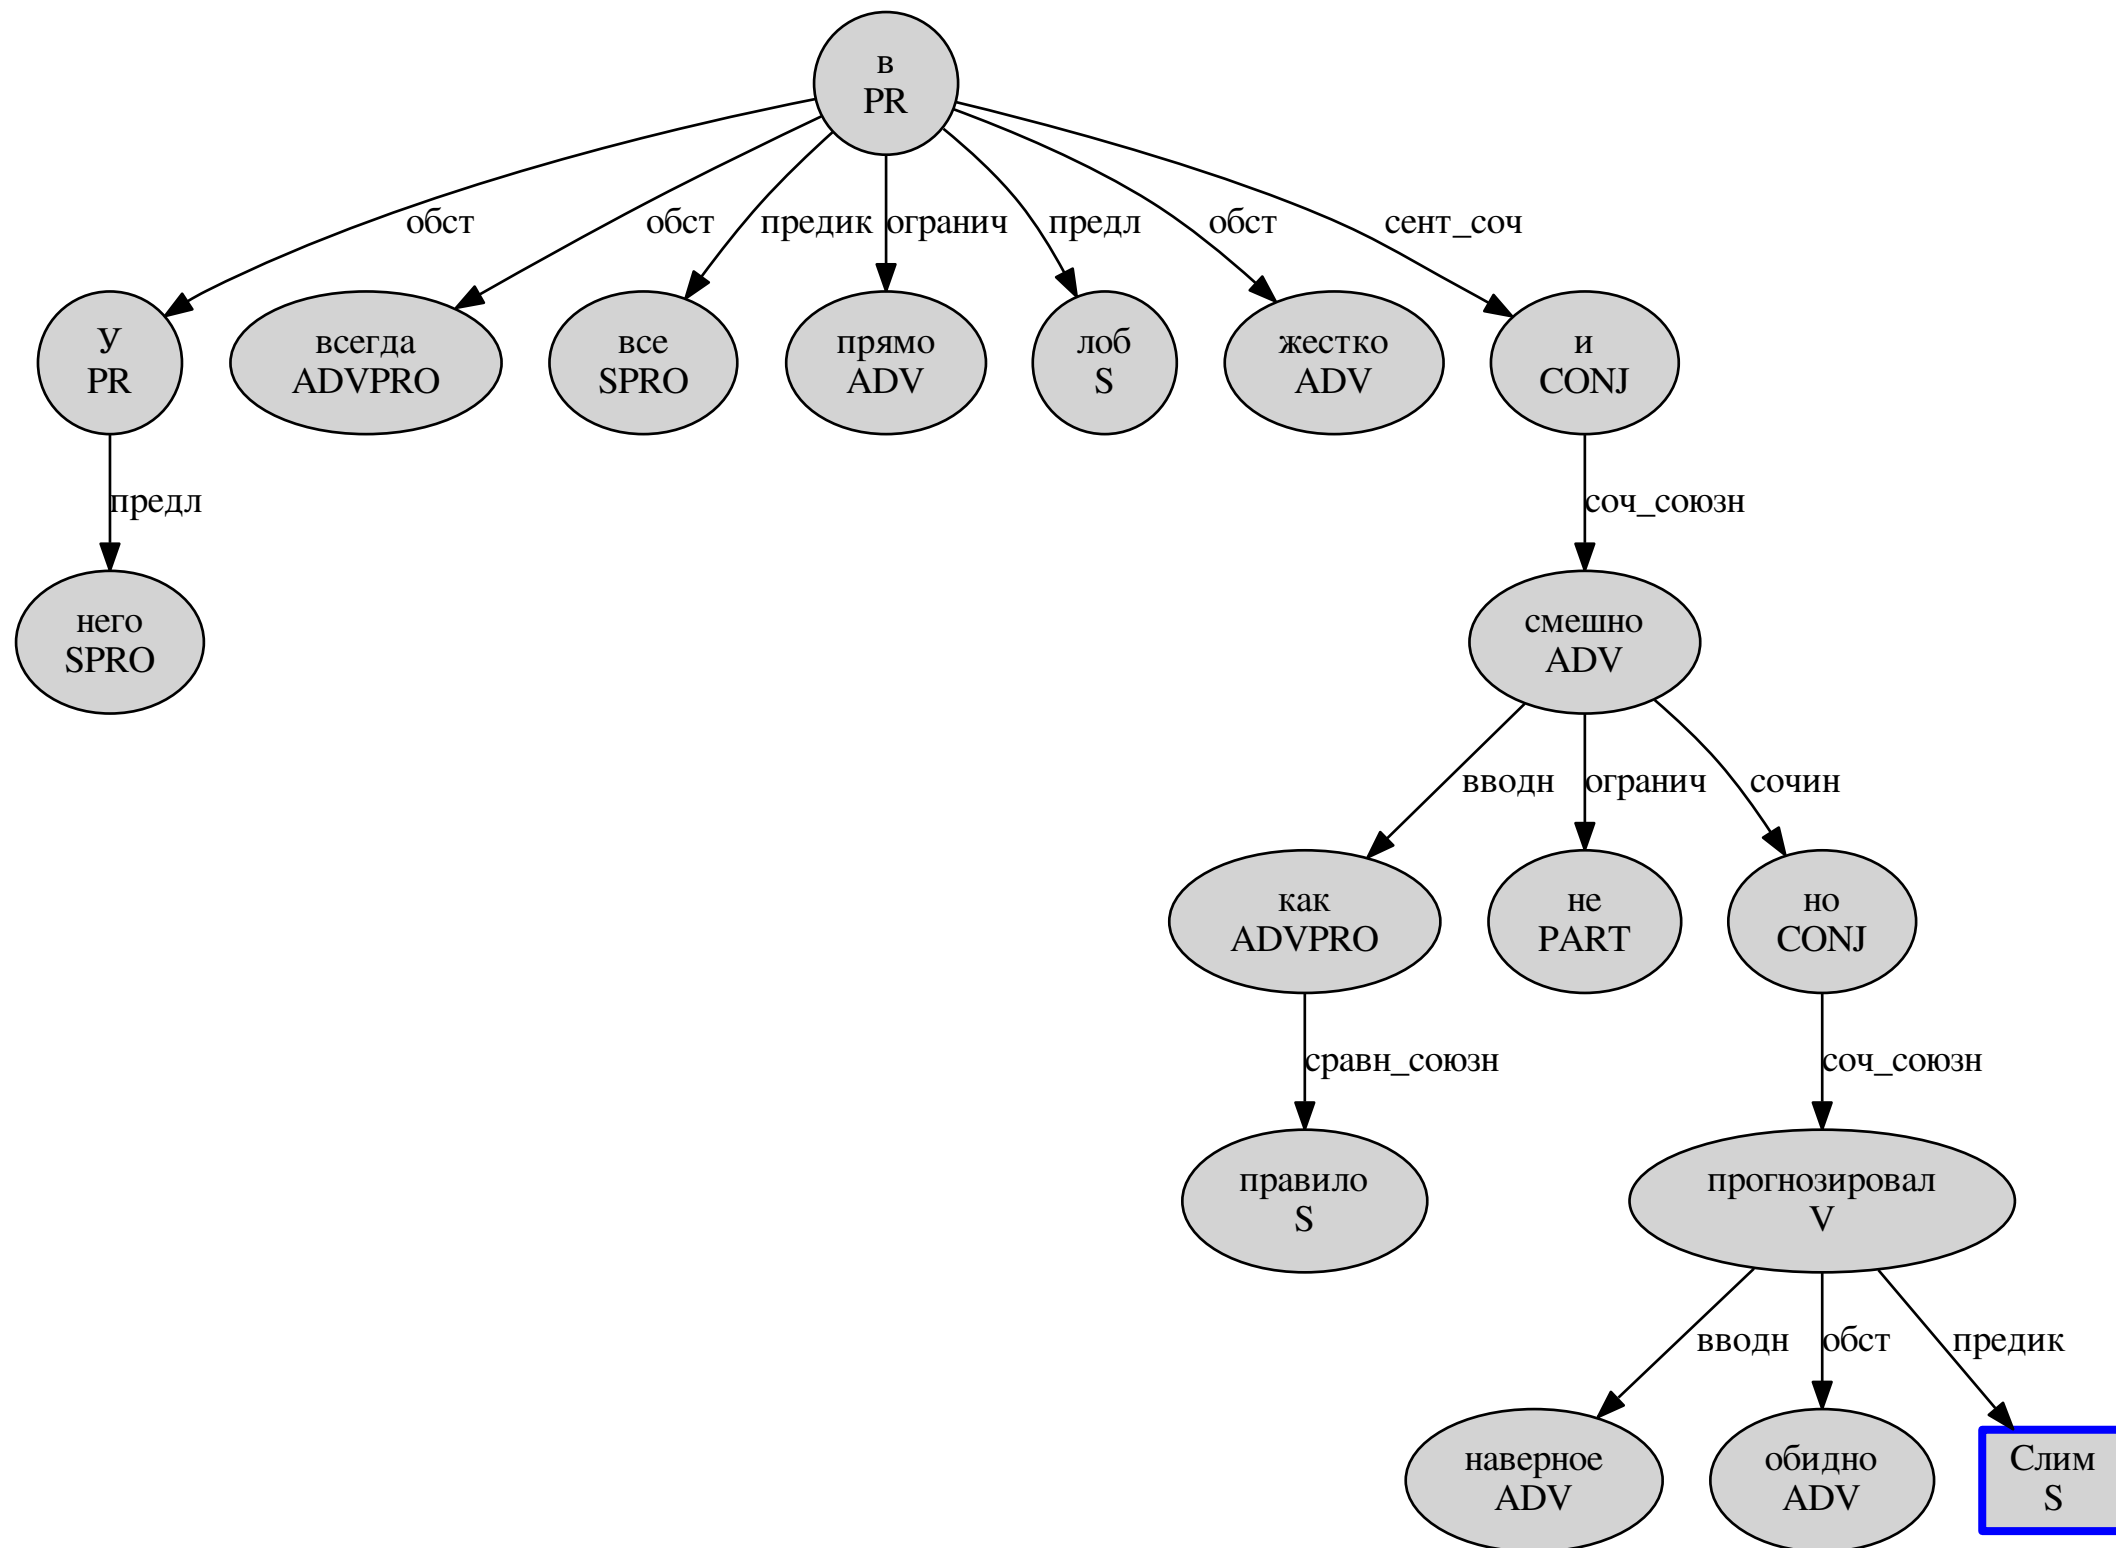 в
PR
обст
обст
предик
огранич
предл
обст
сент_соч
У
PR
всегда
ADVPRO
все
SPRO
прямо
ADV
лоб
S
жестко
ADV
и
CONJ
предл
соч_союзн
него
SPRO
смешно
ADV
вводн
огранич
сочин
как
ADVPRO
не
PART
но
CONJ
сравн_союзн
соч_союзн
правило
S
прогнозировал
V
вводн
обст
предик
наверное
ADV
обидно
ADV
Слим
S